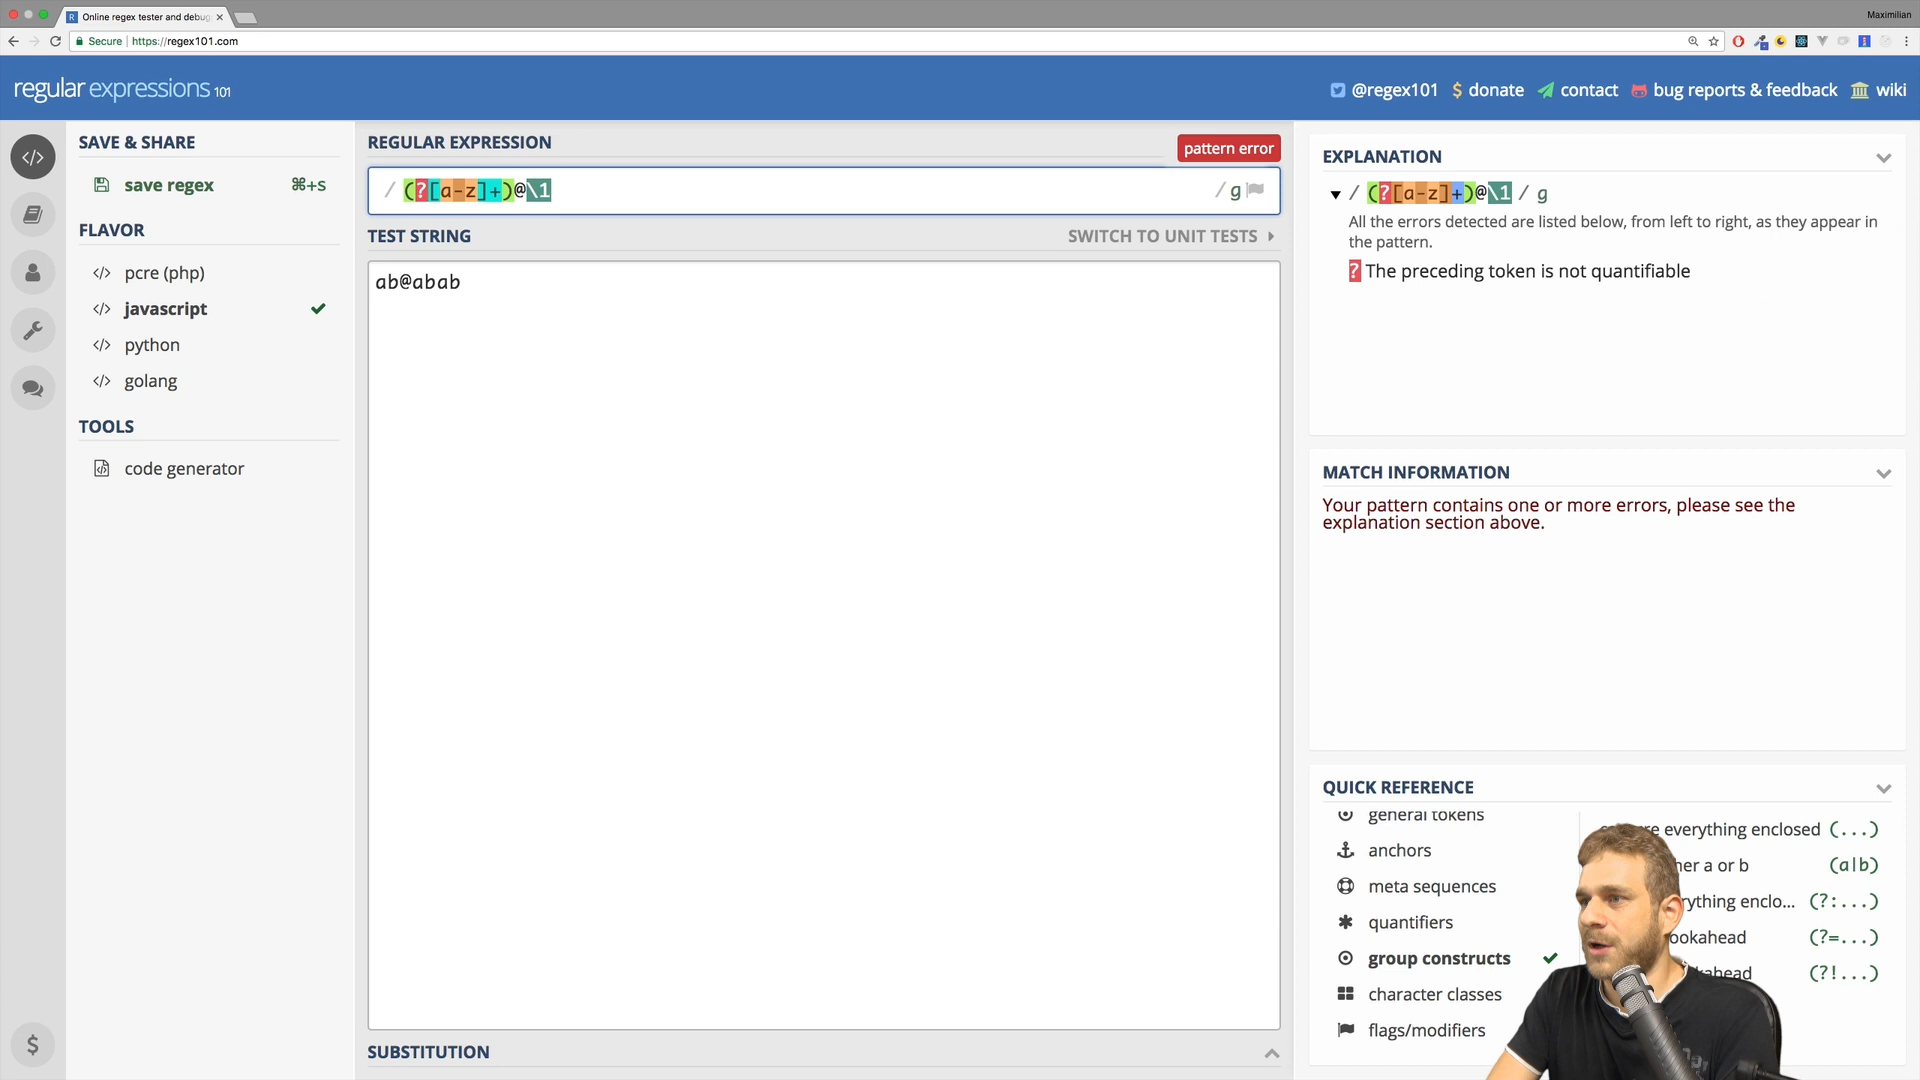 Online regex tester and debug
Maximilian
Secure https://regex101.com
regular expressions 101
@regex101 donate contact bug reports & feedback wiki
SAVE & SHARE
save regex ⌘+S
FLAVOR
pcre (php)
javascript
python
golang
TOOLS
code generator
REGULAR EXPRESSION
pattern error
/ (?[a-z]+)@\1 / g
TEST STRING
SWITCH TO UNIT TESTS
ab@abab
SUBSTITUTION
EXPLANATION
/ (?[a-z]+)@\1 / g
All the errors detected are listed below, from left to right, as they appear in
the pattern.
? The preceding token is not quantifiable
MATCH INFORMATION
Your pattern contains one or more errors, please see the
explanation section above.
QUICK REFERENCE
general tokens
anchors
meta sequences
quantifiers
group constructs
character classes
flags/modifiers
everything enclosed (...)
a or b (a|b)
enclo... (?:...)
(?=...)
(?!...)